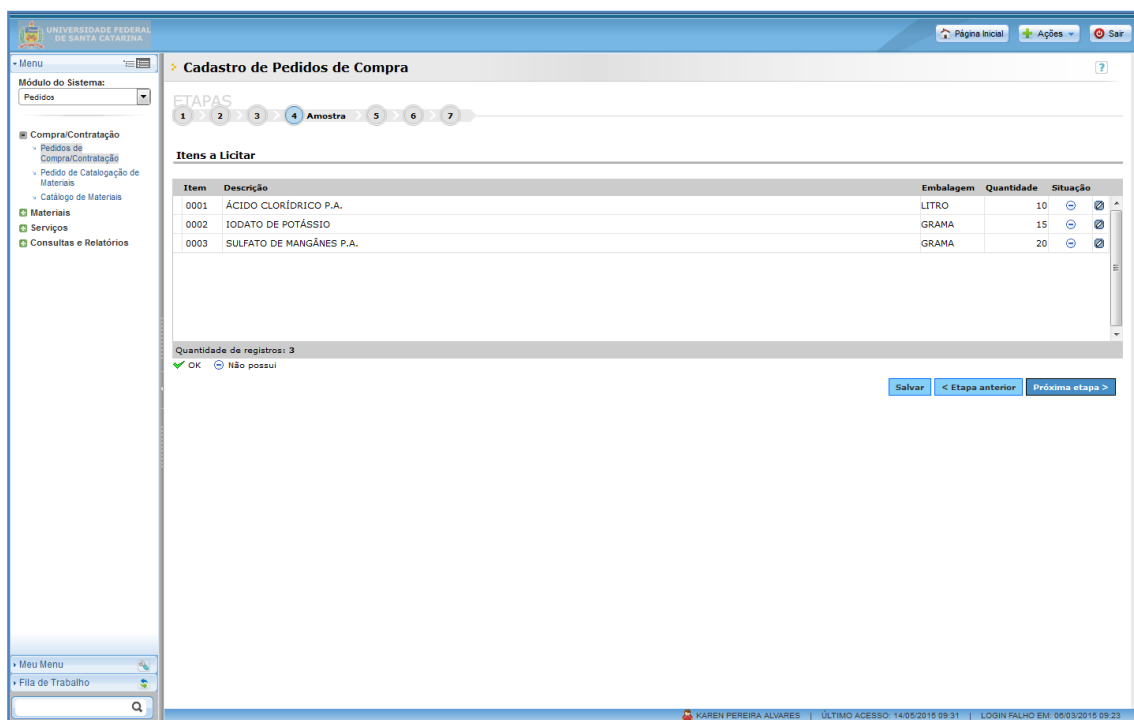 UNIVERSIDADE FEDERAL
DE SANTA CATARINA
Página Inicial
Ações
Sair
Menu
Módulo do Sistema:
Pedidos
Compra/Contratação
Pedidos de
Compra/Contratação
Pedido de Catalogação de
Materiais
Catálogo de Materiais
Materiais
Serviços
Consultas e Relatórios
Cadastro de Pedidos de Compra
?
ETAPAS
1 2 3 4 Amostra 5 6 7
Itens a Licitar
Item Descrição Embalagem Quantidade Situação
0001 ÁCIDO CLORÍDRICO P.A. LITRO 10
0002 IODATO DE POTÁSSIO GRAMA 15
0003 SULFATO DE MANGÂNES P.A. GRAMA 20
Quantidade de registros: 3
OK Não possui
Salvar < Etapa anterior Próxima etapa >
Meu Menu
Fila de Trabalho
KAREN PEREIRA ALVARES | ÚLTIMO ACESSO: 14/05/2015 09:31 | LOGIN FALHO EM: 06/03/2015 09:23